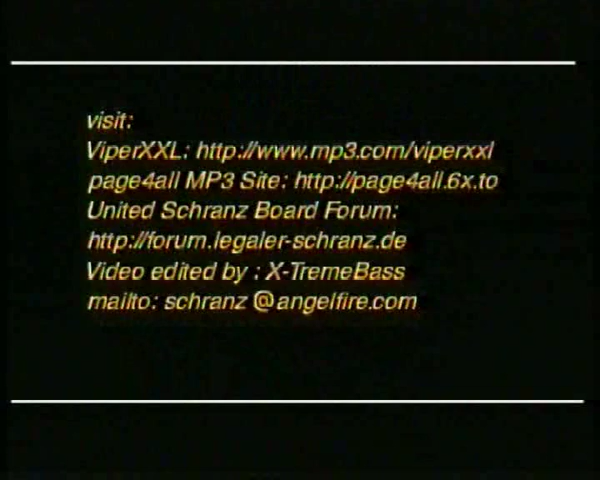 visit:
ViperXXL: http://www.mp3.com/viperxxl
page4all MP3 Site: http://page4all.6x.to
United Schranz Board Forum:
http://forum.legaler-schranz.de
Video edited by : X-TremeBass
mailto: schranz @angelfire.com